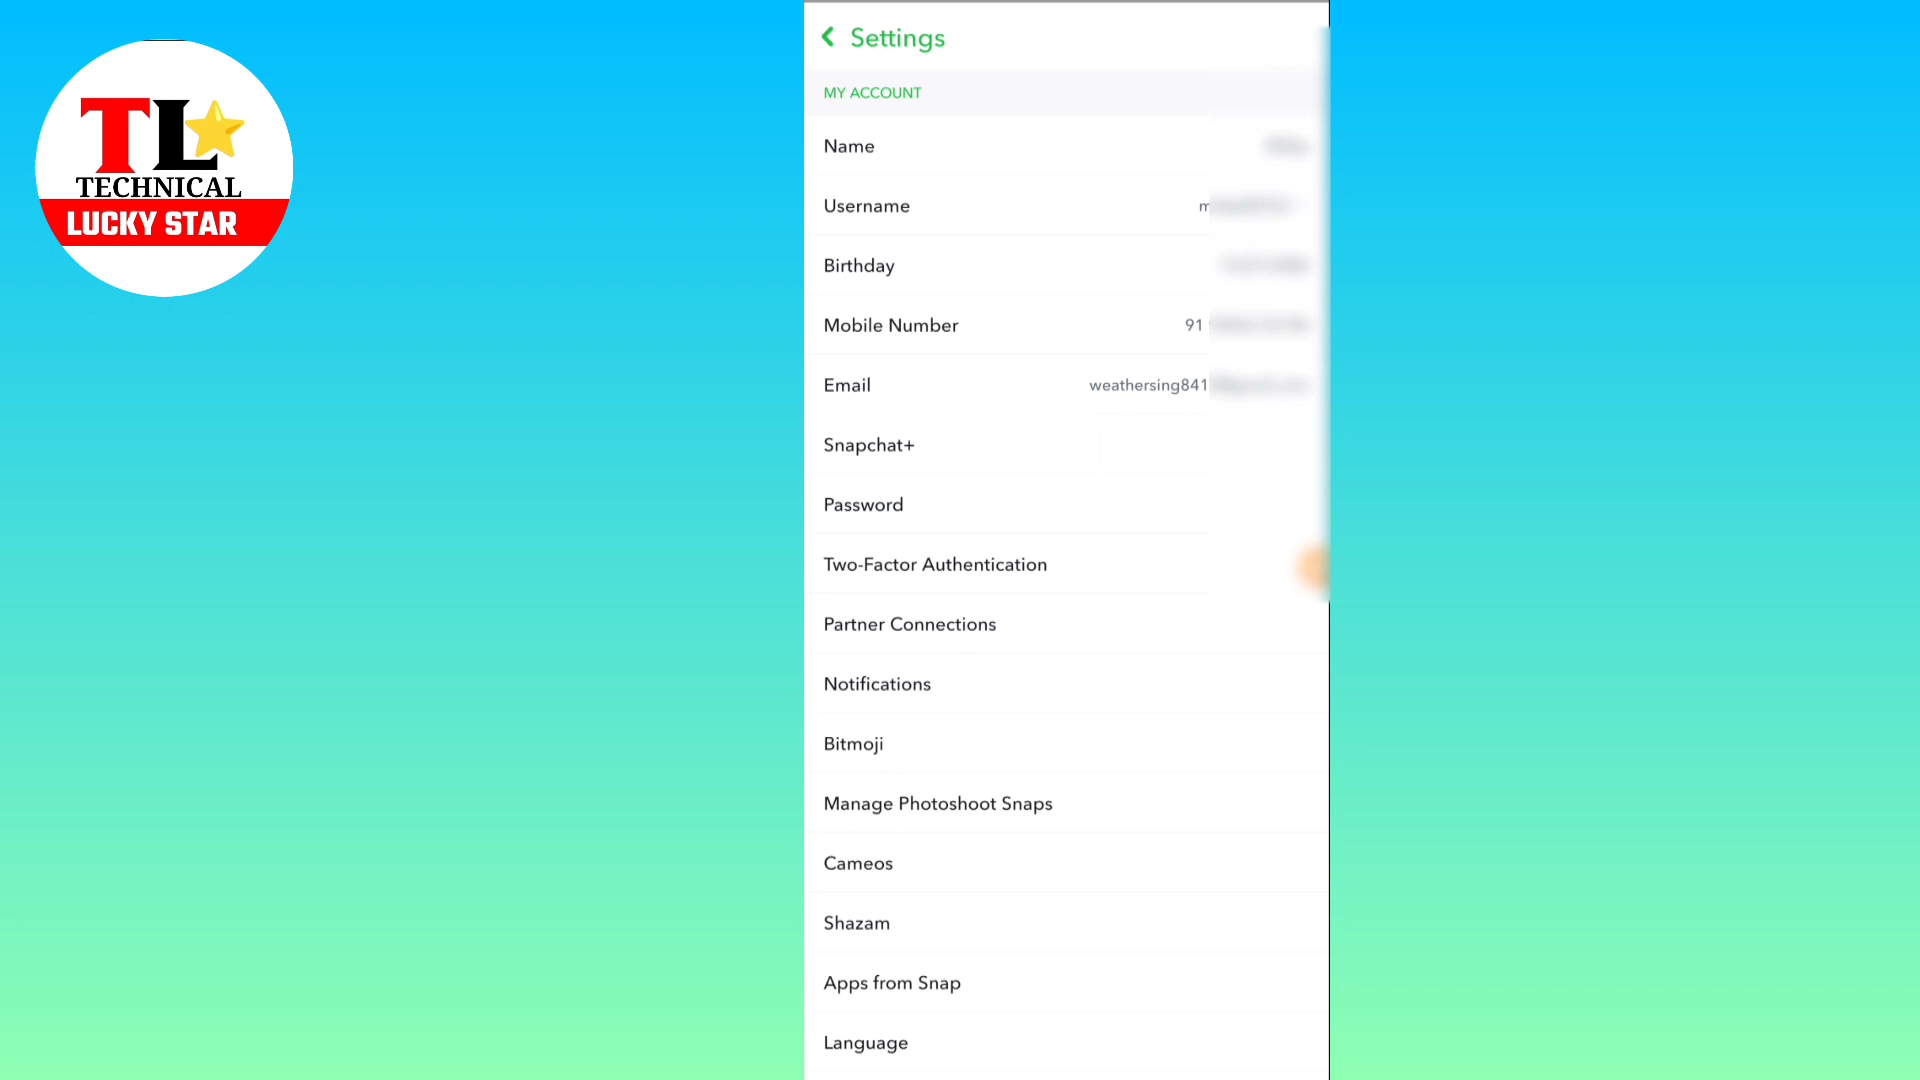 TL
TECHNICAL
LUCKY STAR
Settings
MY ACCOUNT
Name
Username
Birthday
Mobile Number 91
Email weathersing841
Snapchat+
Password
Two-Factor Authentication
Partner Connections
Notifications
Bitmoji
Manage Photoshoot Snaps
Cameos
Shazam
Apps from Snap
Language